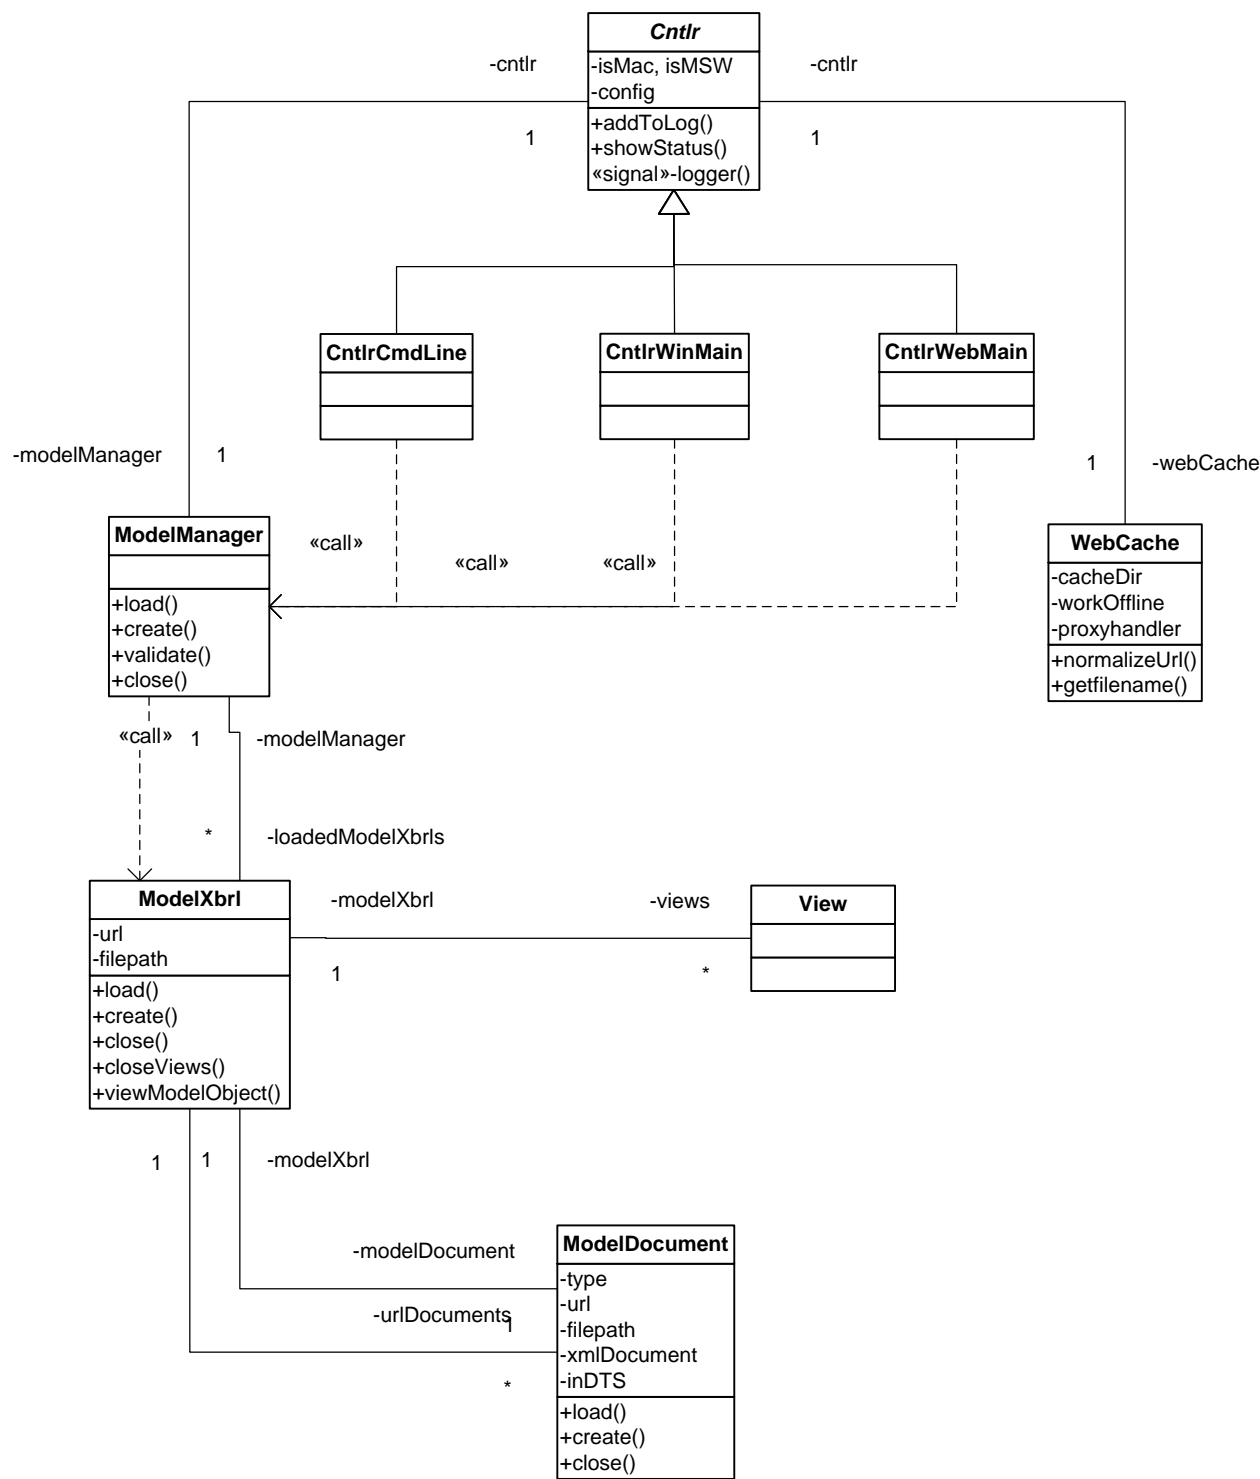 Cntlr
-cntlr
-isMac, isMSW
-cntlr
-config
1
+addToLog()
1
+showStatus()
«signal»-logger()
CntlrCmdLine
CntlrWinMain
CntlrWebMain
-modelManager
1
1
-webCache
ModelManager
+load()
+create()
+validate()
+close()
«call»
«call»
«call»
WebCache
-cacheDir
-workOffline
-proxyhandler
+normalizeUrl()
+getfilename()
«call»
1
-modelManager
*
-loadedModelXbrls
ModelXbrl
-url
-filepath
+load()
+create()
+close()
+closeViews()
+viewModelObject()
-modelXbrl
-views
1
*
View
1
1
-modelXbrl
-modelDocument
-urlDocuments
1
*
ModelDocument
-type
-url
-filepath
-xmlDocument
-inDTS
+load()
+create()
+close()